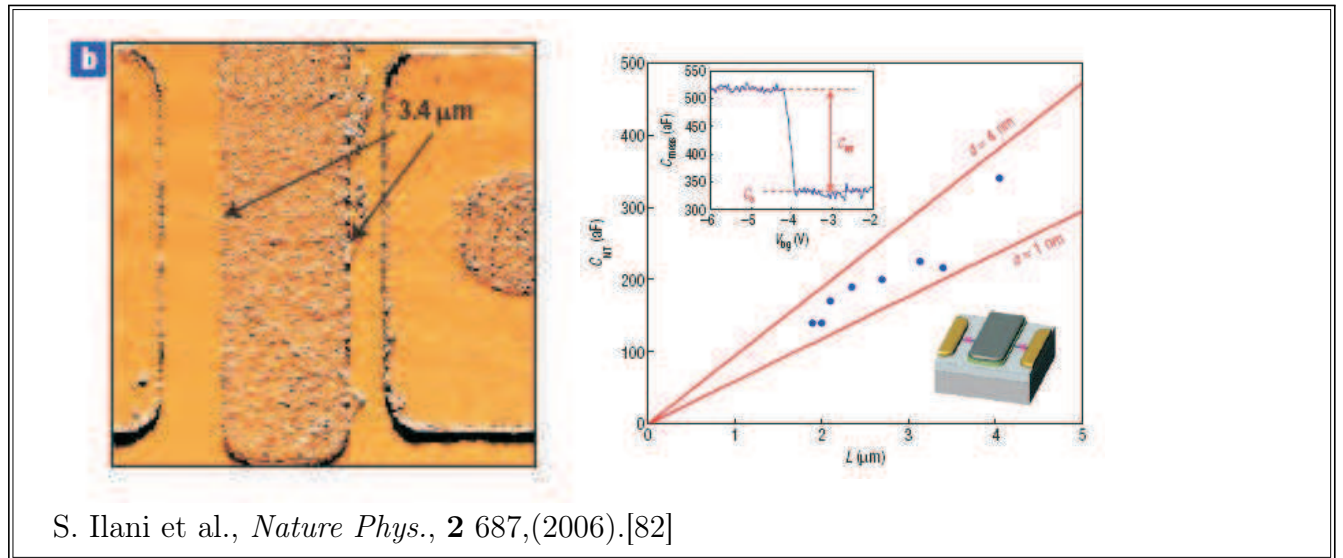 b
3.4 μm
500
400
300
200
100
0
C_NT (aF)
0 1 2 3 4 5
L (μm)
550
500
450
400
350
300
C_meas (aF)
−6 −5 −4 −3 −2
V_bg (V)
d = 4 nm
d = 1 nm
S. Ilani et al., Nature Phys., 2 687,(2006).[82]